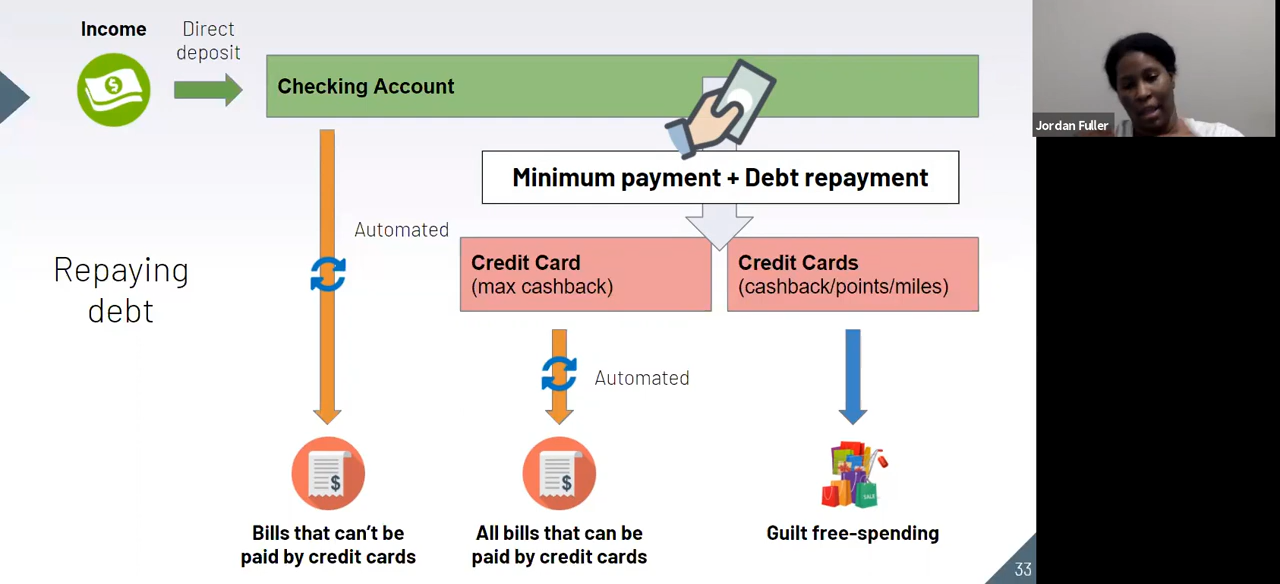 Income
Direct
deposit
Checking Account
Jordan Fuller
Minimum payment + Debt repayment
Automated
Credit Card
(max cashback)
Credit Cards
(cashback/points/miles)
Repaying
debt
Automated
$
$
SALE
Bills that can't be
paid by credit cards
All bills that can be
paid by credit cards
Guilt free-spending
33